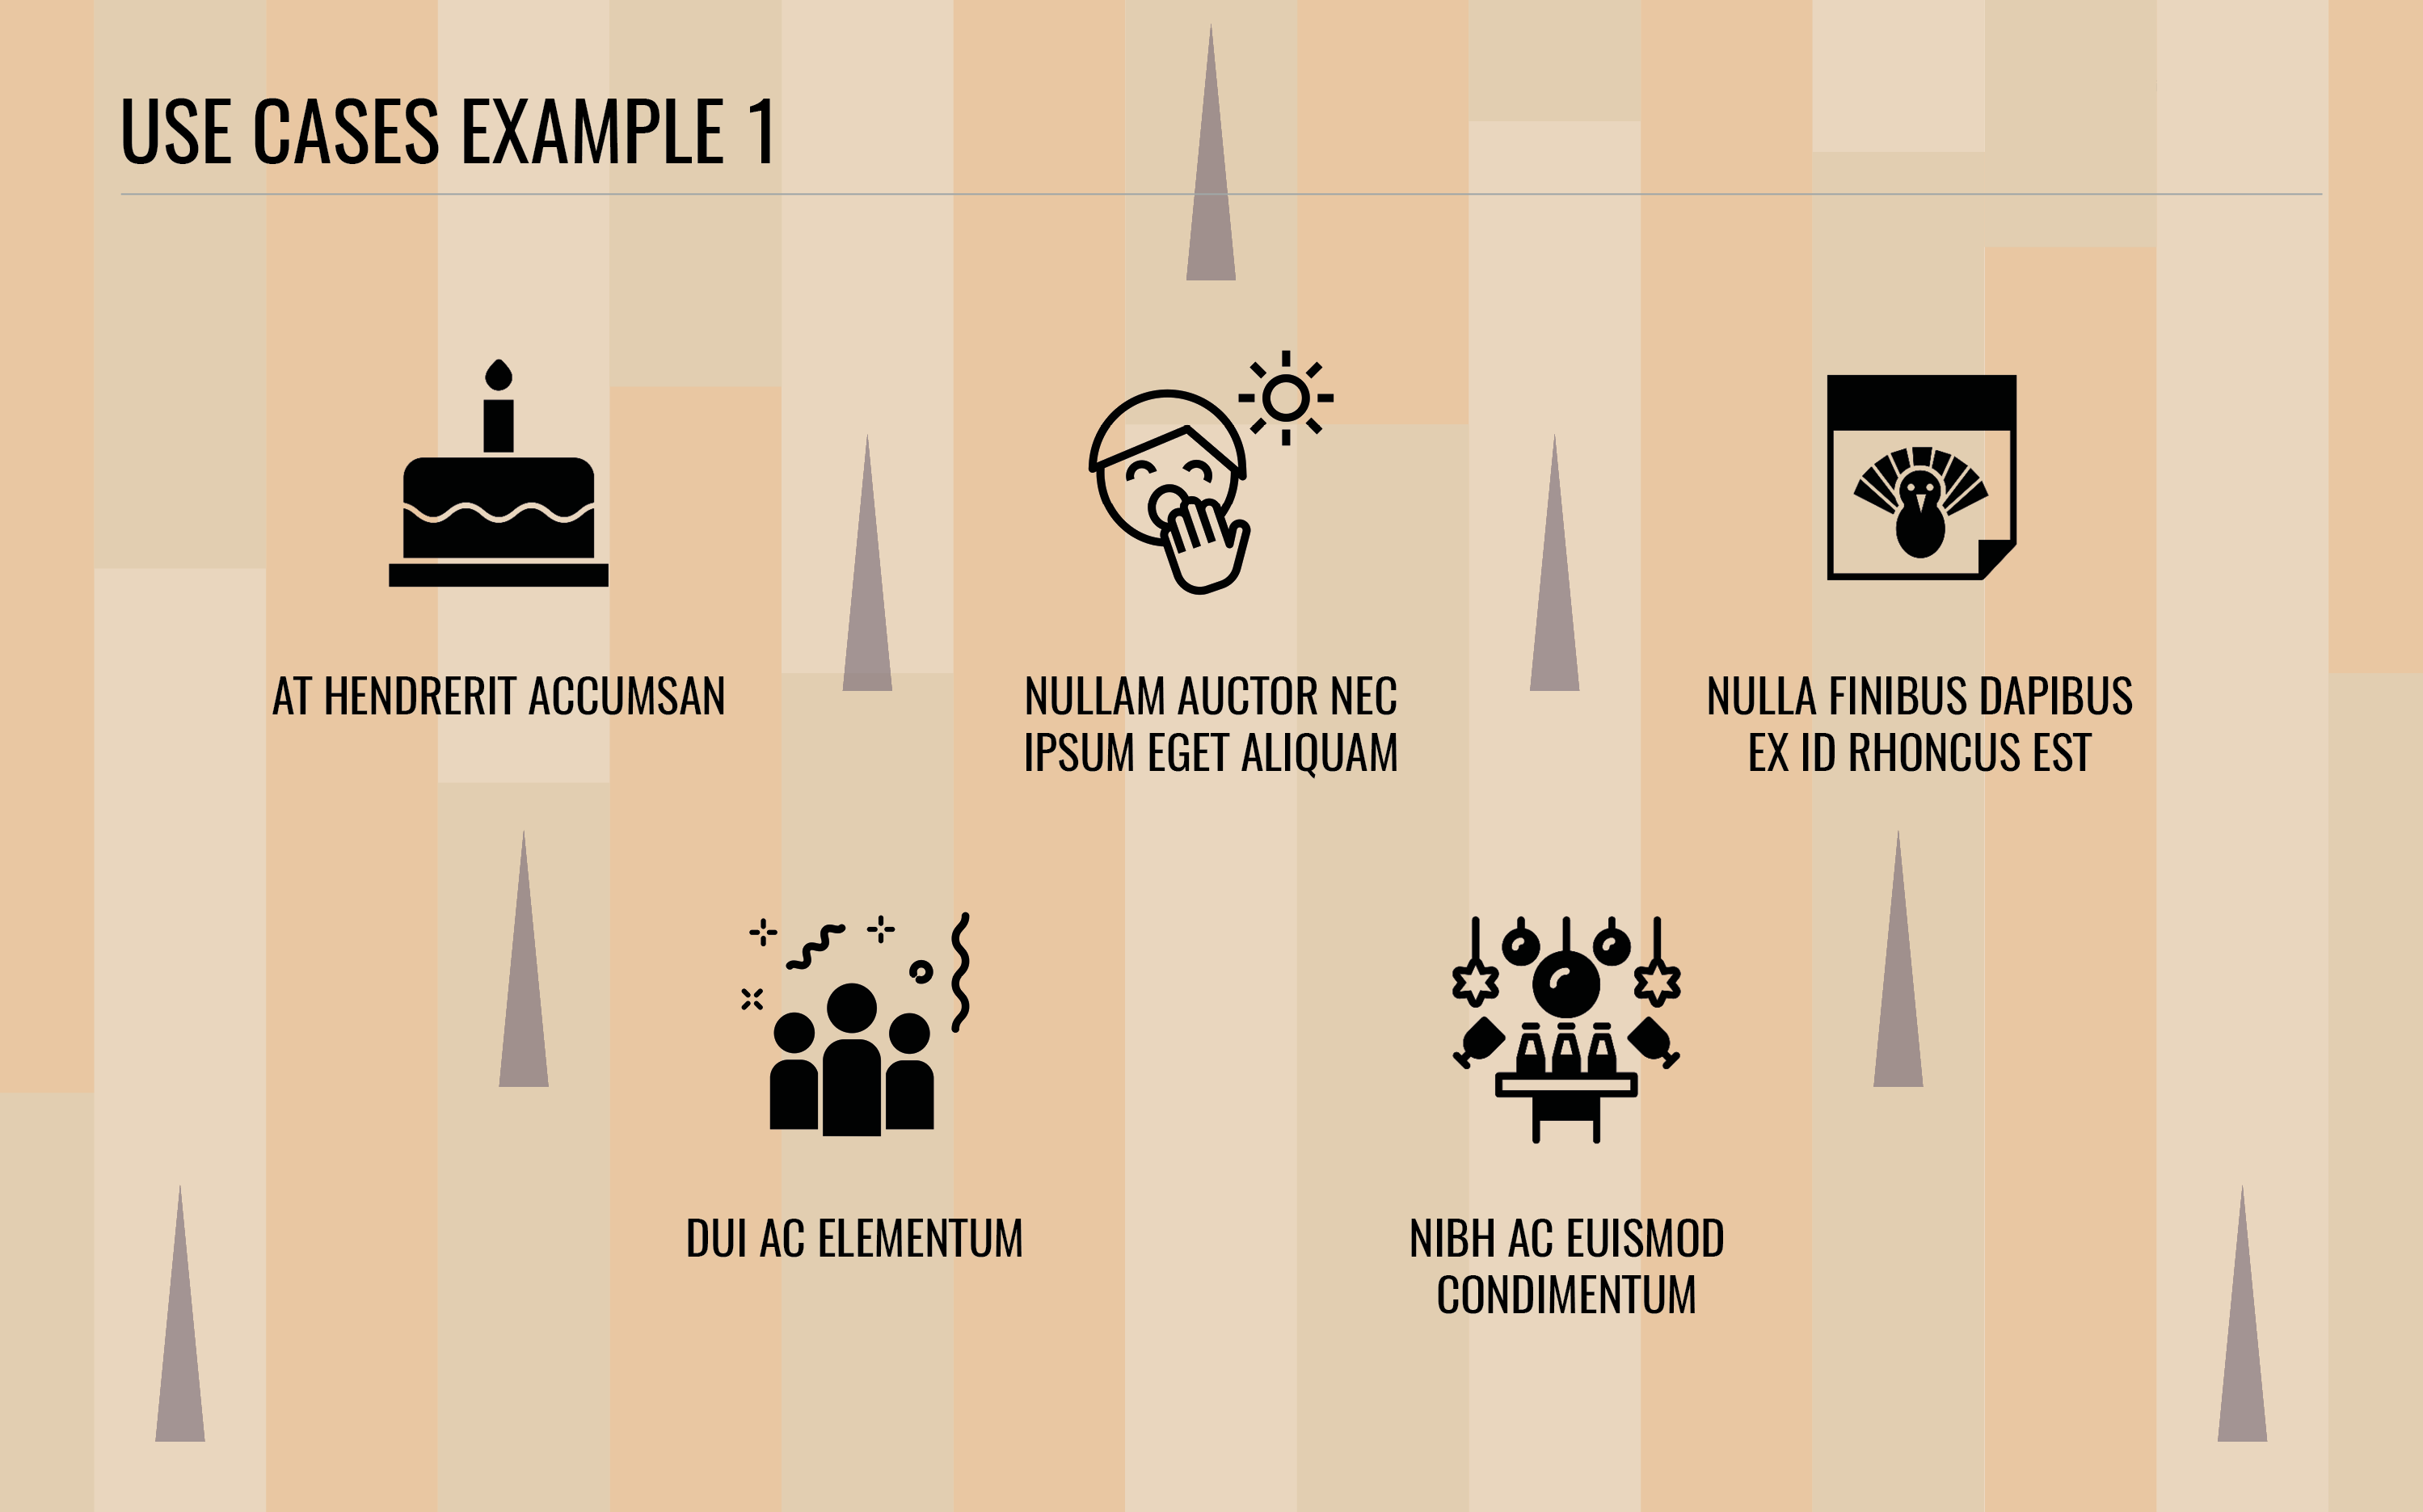 USE CASES EXAMPLE 1
AT HENDRERIT ACCUMSAN
NULLAM AUCTOR NEC
IPSUM EGET ALIQUAM
NULLA FINIBUS DAPIBUS
EX ID RHONCUS EST
DUI AC ELEMENTUM
NIBH AC EUISMOD
CONDIMENTUM